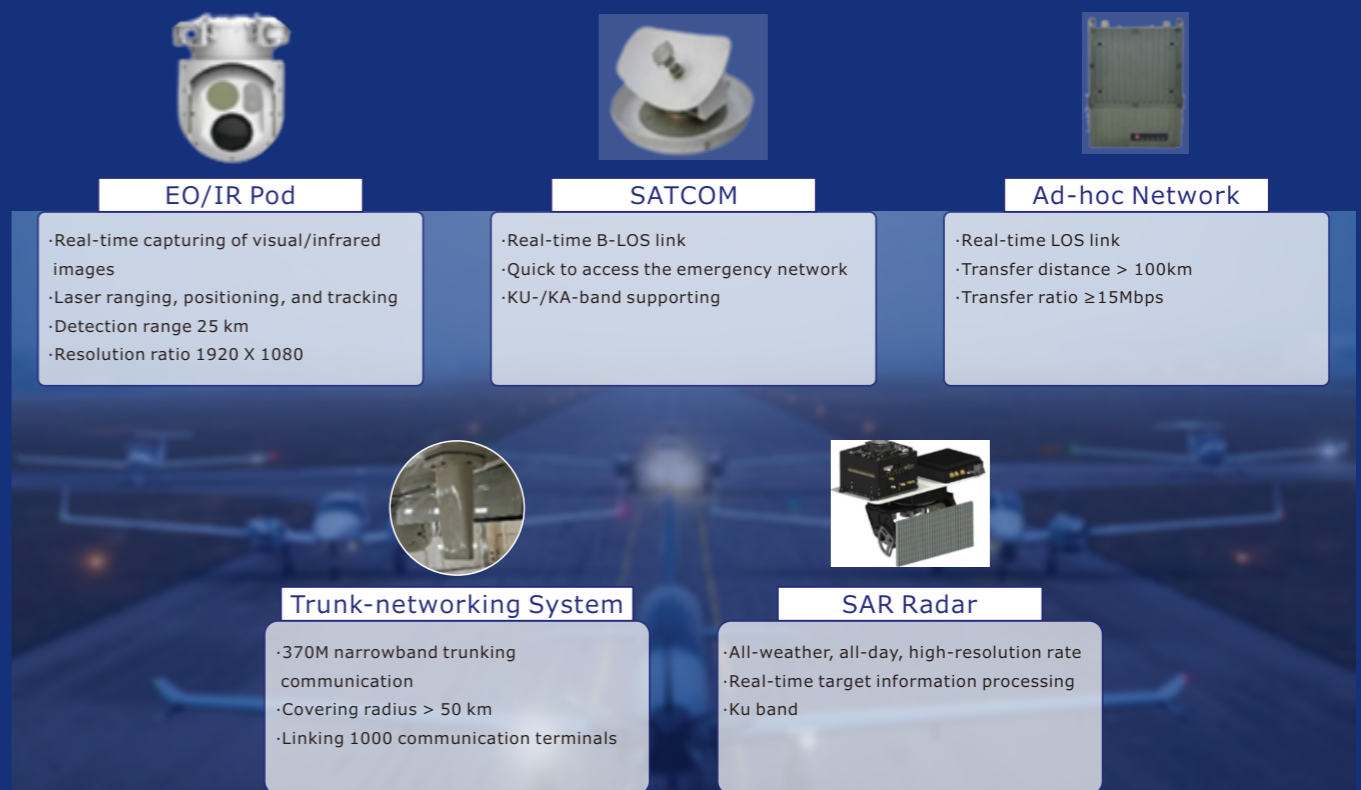 EO/IR Pod
·Real-time capturing of visual/infrared
images
·Laser ranging, positioning, and tracking
·Detection range 25 km
·Resolution ratio 1920 X 1080
SATCOM
·Real-time B-LOS link
·Quick to access the emergency network
·KU-/KA-band supporting
Ad-hoc Network
·Real-time LOS link
·Transfer distance > 100km
·Transfer ratio ≥15Mbps
Trunk-networking System
·370M narrowband trunking
communication
·Covering radius > 50 km
·Linking 1000 communication terminals
SAR Radar
·All-weather, all-day, high-resolution rate
·Real-time target information processing
·Ku band